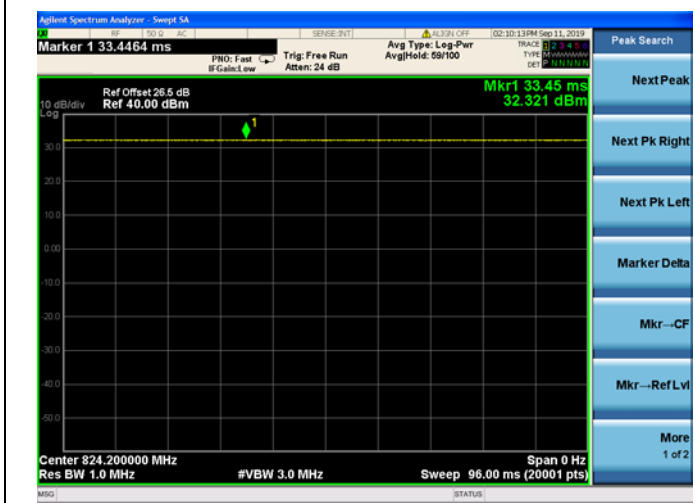 Agilent Spectrum Analyzer - Swept SA
RF 50 Ω AC SENSE:INT ALIGN OFF 02:10:13 PM Sep 11, 2019
Marker 1 33.4464 ms
PNO: Fast
IFGain:Low
Trig: Free Run
Atten: 24 dB
Avg Type: Log-Pwr
Avg|Hold: 59/100
TRACE 1 2 3 4 5 6
TYPE MWWWWW
DET P N N N N N
Peak Search
Ref Offset 26.5 dB
Ref 40.00 dBm
10 dB/div
Log
Mkr1 33.45 ms
32.321 dBm
1
30.0
20.0
10.0
0.00
-10.0
-20.0
-30.0
-40.0
-50.0
Center 824.200000 MHz
Span 0 Hz
Res BW 1.0 MHz
#VBW 3.0 MHz
Sweep 96.00 ms (20001 pts)
MSG
STATUS
Next Peak
Next Pk Right
Next Pk Left
Marker Delta
Mkr→CF
Mkr→Ref Lvl
More
1 of 2